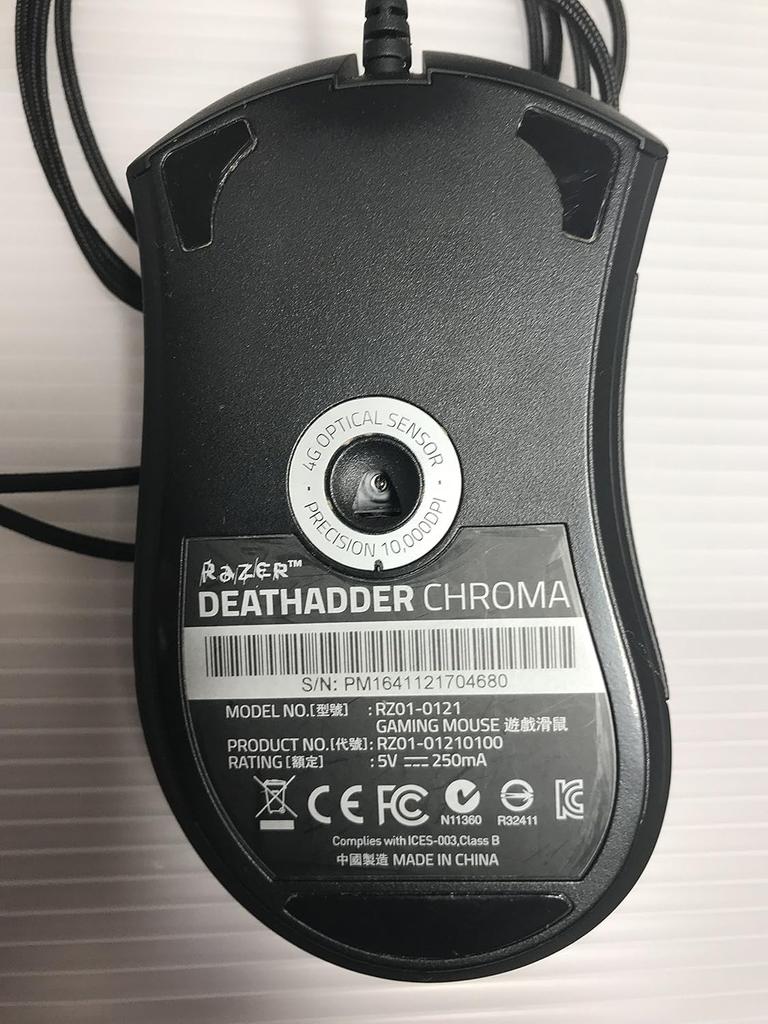 4G OPTICAL SENSOR
PRECISION 10,000DPI
RAZER™
DEATHADDER CHROMA
S/N: PM1641121704680
MODEL NO.[型號] : RZ01-0121
GAMING MOUSE 遊戲滑鼠
PRODUCT NO.[代號] : RZ01-01210100
RATING [額定] : 5V ⎓ 250mA
CE FC N11360 R32411
Complies with ICES-003,Class B
中國製造 MADE IN CHINA